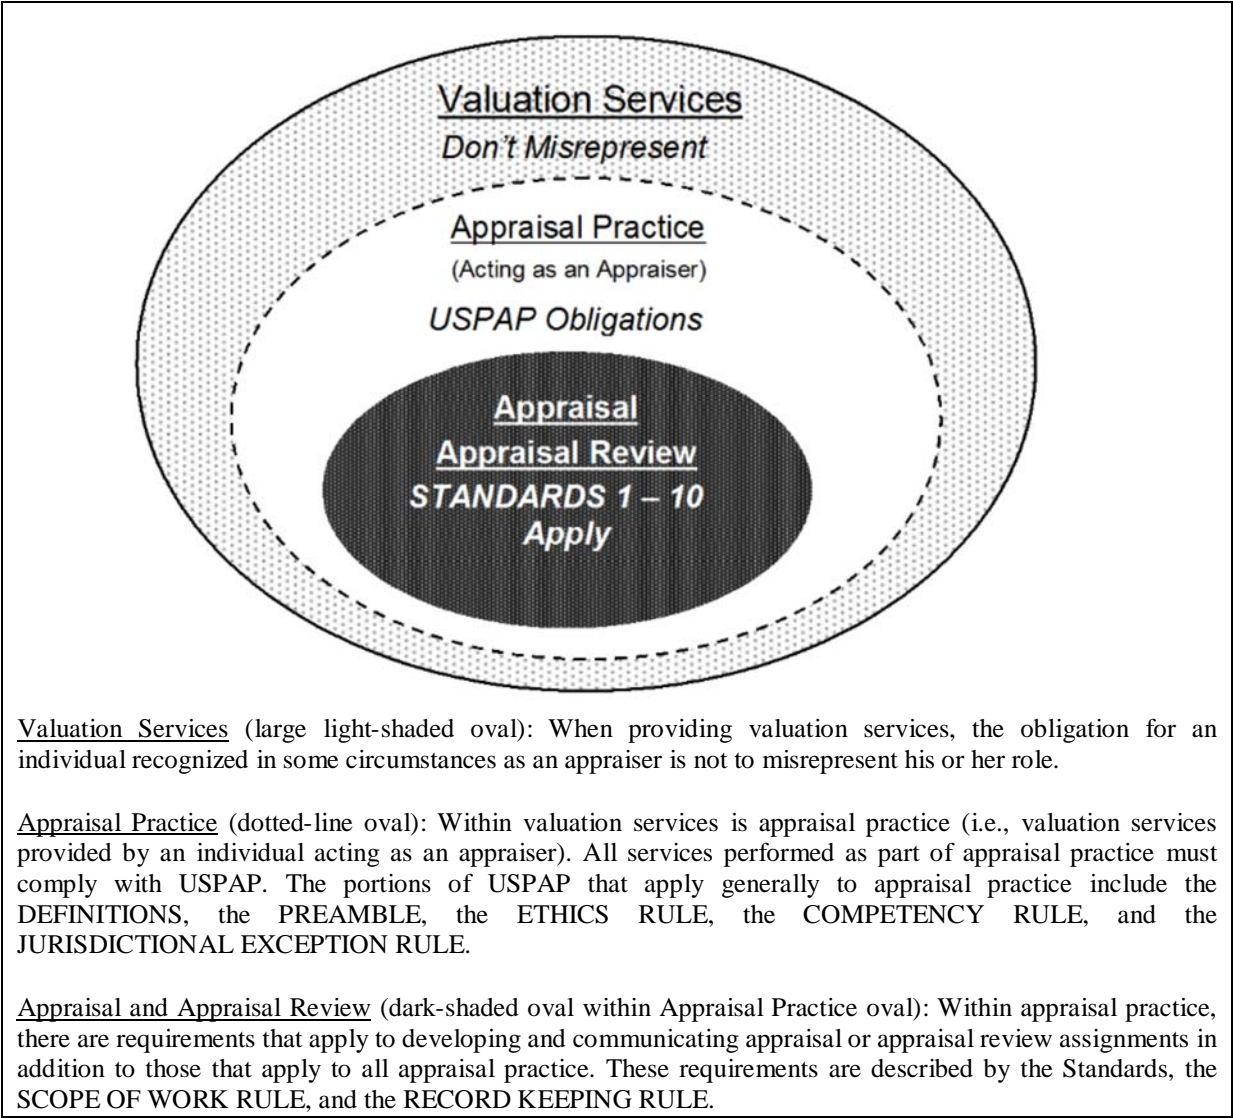 Valuation Services
Don't Misrepresent
Appraisal Practice
(Acting as an Appraiser)
USPAP Obligations
Appraisal
Appraisal Review
STANDARDS 1 – 10
Apply
Valuation Services (large light-shaded oval): When providing valuation services, the obligation for an
individual recognized in some circumstances as an appraiser is not to misrepresent his or her role.
Appraisal Practice (dotted-line oval): Within valuation services is appraisal practice (i.e., valuation services
provided by an individual acting as an appraiser). All services performed as part of appraisal practice must
comply with USPAP. The portions of USPAP that apply generally to appraisal practice include the
DEFINITIONS, the PREAMBLE, the ETHICS RULE, the COMPETENCY RULE, and the
JURISDICTIONAL EXCEPTION RULE.
Appraisal and Appraisal Review (dark-shaded oval within Appraisal Practice oval): Within appraisal practice,
there are requirements that apply to developing and communicating appraisal or appraisal review assignments in
addition to those that apply to all appraisal practice. These requirements are described by the Standards, the
SCOPE OF WORK RULE, and the RECORD KEEPING RULE.